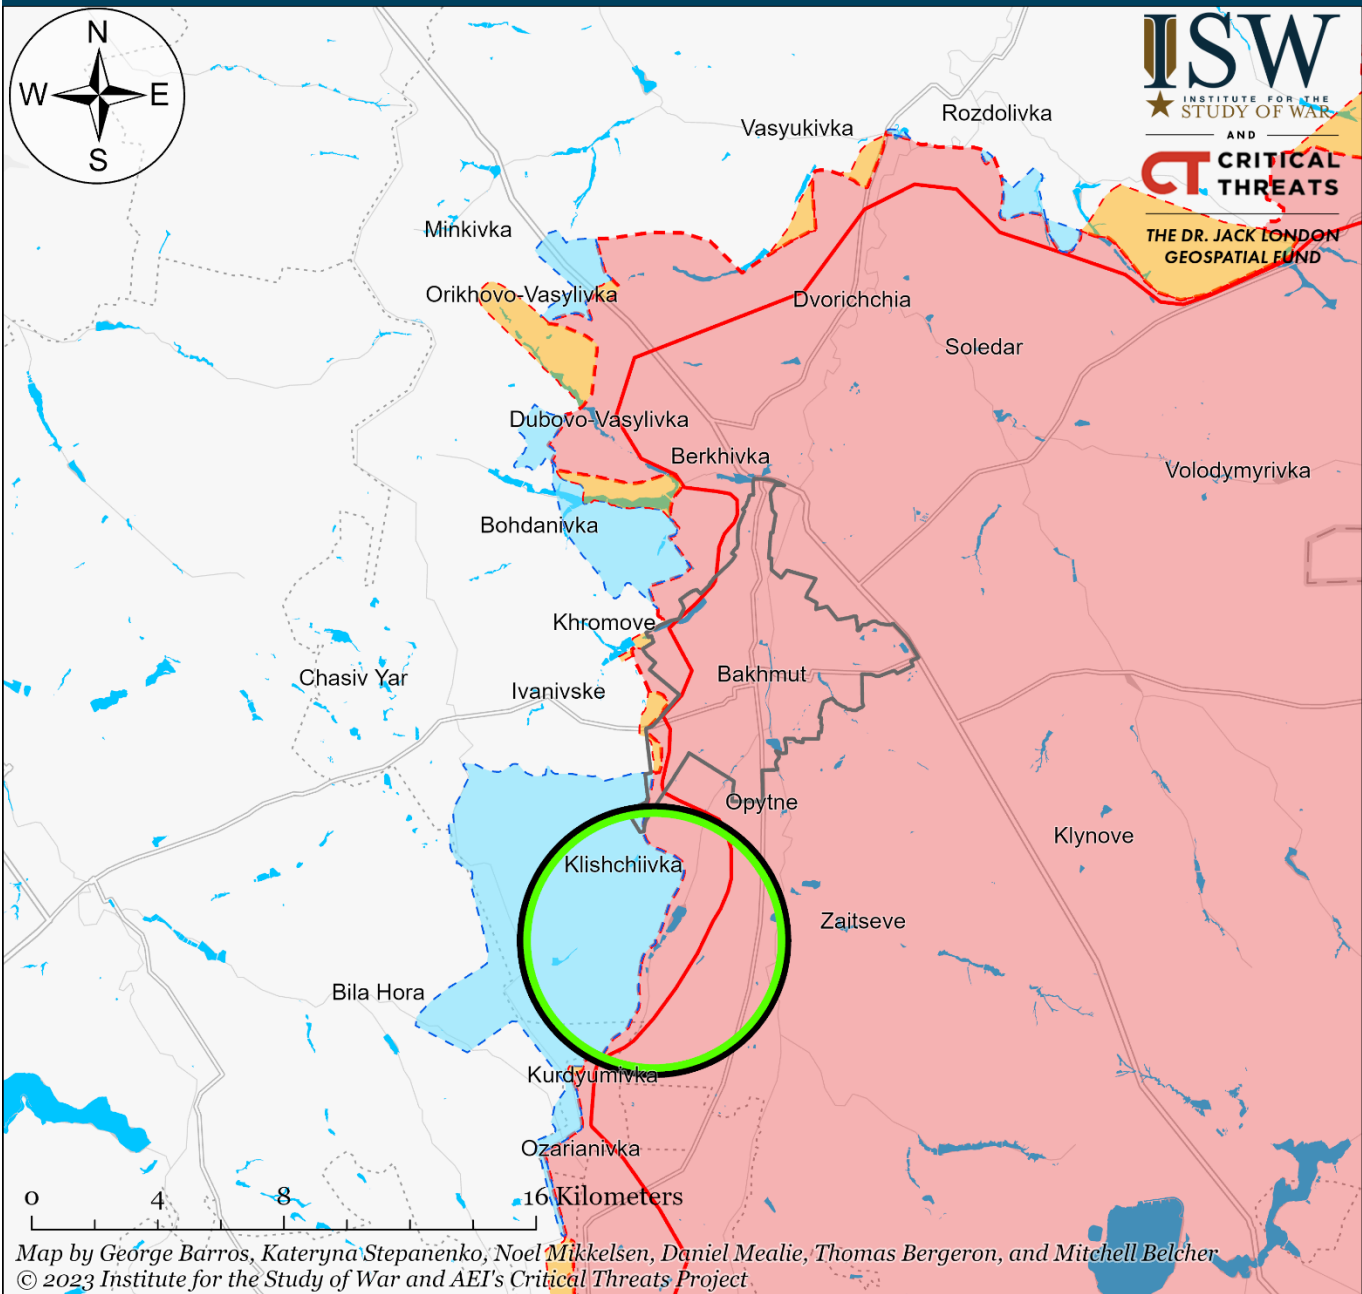 N
W E
S
ISW
INSTITUTE FOR THE
STUDY OF WAR
AND
CT CRITICAL
THREATS
THE DR. JACK LONDON
GEOSPATIAL FUND
Rozdolivka
Vasyukivka
Minkivka
Orikhovo-Vasylivka
Dvorichchia
Soledar
Dubovo-Vasylivka
Berkhivka
Volodymyrivka
Bohdanivka
Khromove
Chasiv Yar
Bakhmut
Ivanivske
Opytne
Klynove
Klishchiivka
Zaitseve
Bila Hora
Kurdyumivka
Ozarianivka
0 4 8 16 Kilometers
Map by George Barros, Kateryna Stepanenko, Noel Mikkelsen, Daniel Mealie, Thomas Bergeron, and Mitchell Belcher
© 2023 Institute for the Study of War and AEI's Critical Threats Project